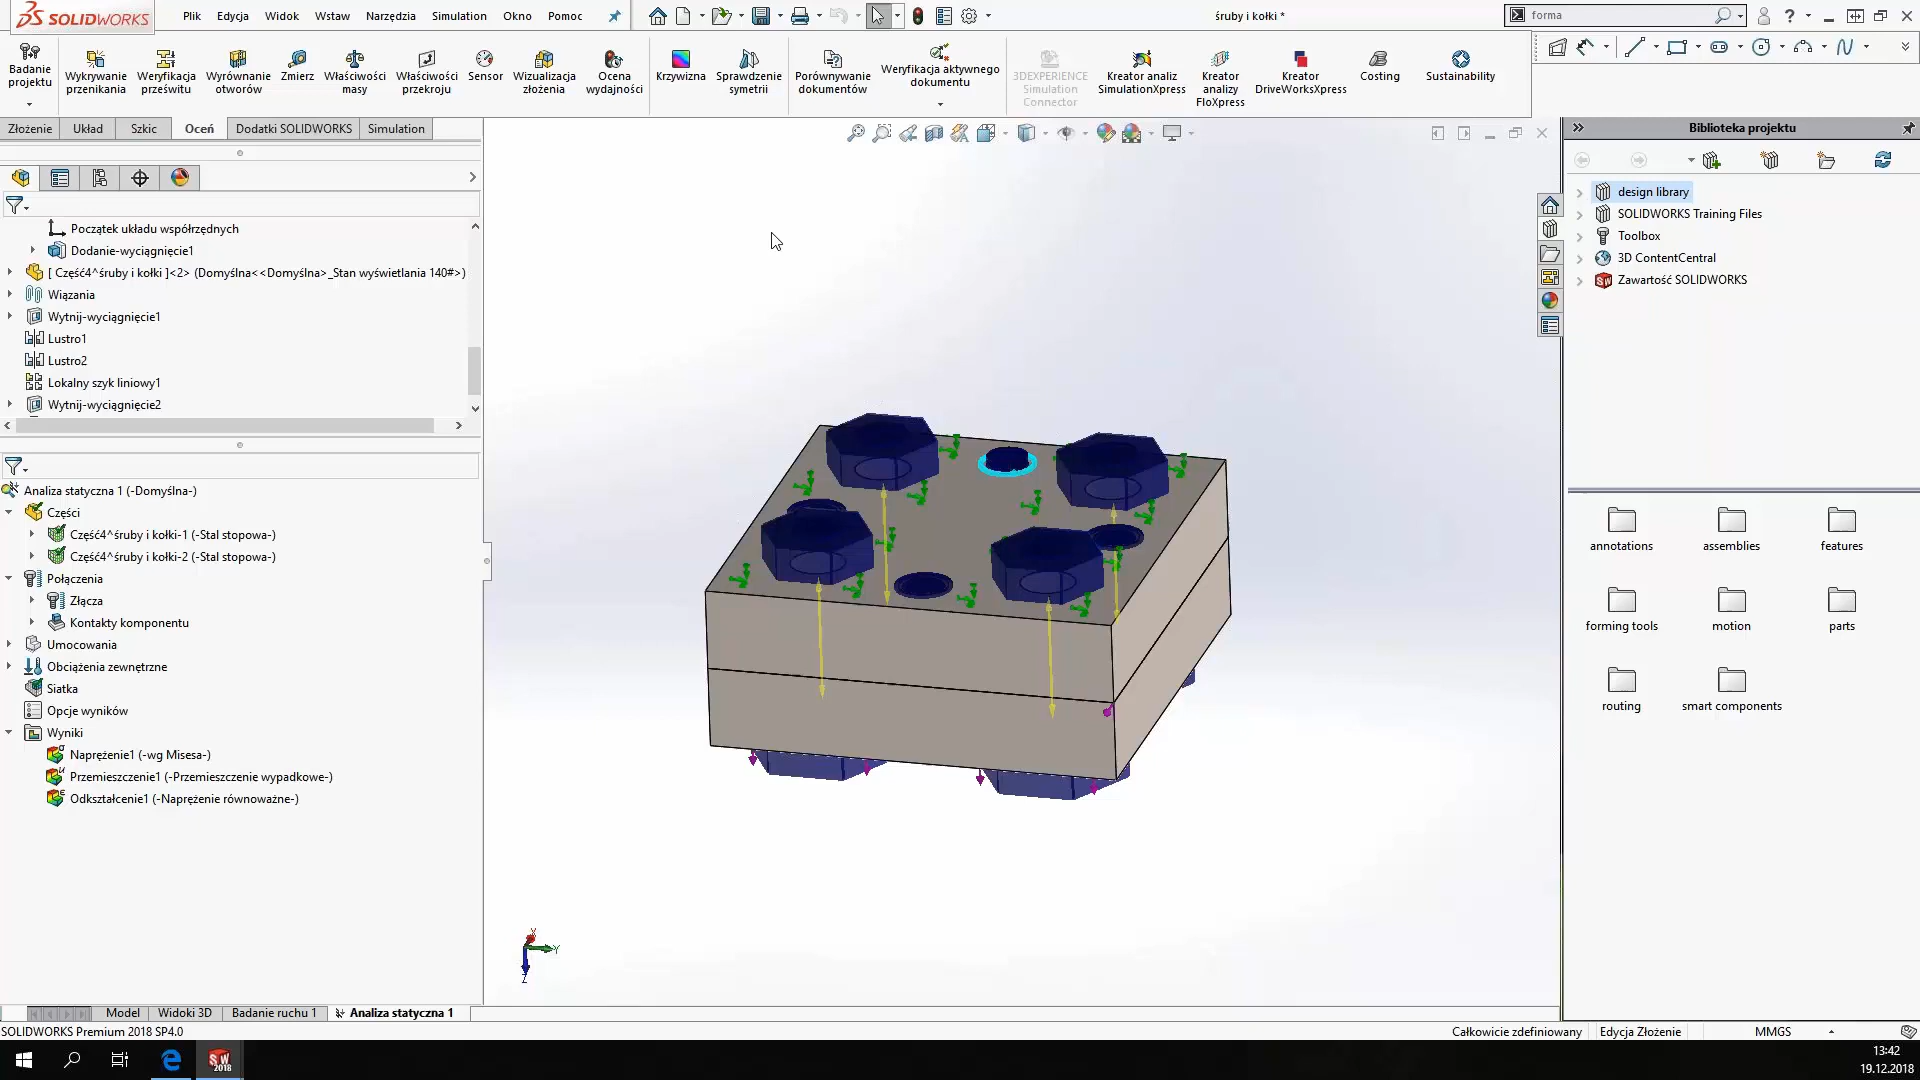 SOLIDWORKS
Plik Edycja Widok Wstaw Narzędzia Simulation Okno Pomoc
śruby i kołki *
forma
Badanie projektu
Wykrywanie przenikania
Weryfikacja prześwitu
Wyrównanie otworów
Zmierz
Właściwości masy
Właściwości przekroju
Sensor
Wizualizacja złożenia
Ocena wydajności
Krzywizna
Sprawdzenie symetrii
Porównywanie dokumentów
Weryfikacja aktywnego dokumentu
3DEXPERIENCE Simulation Connector
Kreator analiz SimulationXpress
Kreator analizy FloXpress
Kreator DriveWorksXpress
Costing
Sustainability
Złożenie Układ Szkic Oceń Dodatki SOLIDWORKS Simulation
Początek układu współrzędnych
Dodanie-wyciągnięcie1
[ Część4^śruby i kołki ]<2> (Domyślna<<Domyślna>_Stan wyświetlania 140#>)
Wiązania
Wytnij-wyciągnięcie1
Lustro1
Lustro2
Lokalny szyk liniowy1
Wytnij-wyciągnięcie2
Analiza statyczna 1 (-Domyślna-)
Części
Część4^śruby i kołki-1 (-Stal stopowa-)
Część4^śruby i kołki-2 (-Stal stopowa-)
Połączenia
Złącza
Kontakty komponentu
Umocowania
Obciążenia zewnętrzne
Siatka
Opcje wyników
Wyniki
Naprężenie1 (-wg Misesa-)
Przemieszczenie1 (-Przemieszczenie wypadkowe-)
Odkształcenie1 (-Naprężenie równoważne-)
X
Y
Z
Biblioteka projektu
design library
SOLIDWORKS Training Files
Toolbox
3D ContentCentral
Zawartość SOLIDWORKS
annotations assemblies features
forming tools motion parts
routing smart components
Model Widoki 3D Badanie ruchu 1 Analiza statyczna 1
SOLIDWORKS Premium 2018 SP4.0
Całkowicie zdefiniowany Edycja Złożenie MMGS
SW 2018
13:42
19.12.2018